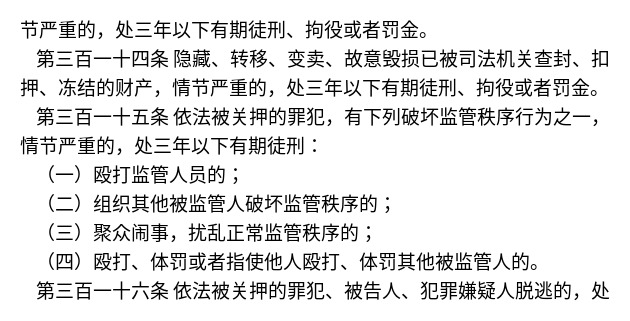 节严重的，处三年以下有期徒刑、拘役或者罚金。
第三百一十四条 隐藏、转移、变卖、故意毁损已被司法机关查封、扣
押、冻结的财产，情节严重的，处三年以下有期徒刑、拘役或者罚金。
第三百一十五条 依法被关押的罪犯，有下列破坏监管秩序行为之一，
情节严重的，处三年以下有期徒刑：
（一）殴打监管人员的；
（二）组织其他被监管人破坏监管秩序的；
（三）聚众闹事，扰乱正常监管秩序的；
（四）殴打、体罚或者指使他人殴打、体罚其他被监管人的。
第三百一十六条 依法被关押的罪犯、被告人、犯罪嫌疑人脱逃的，处